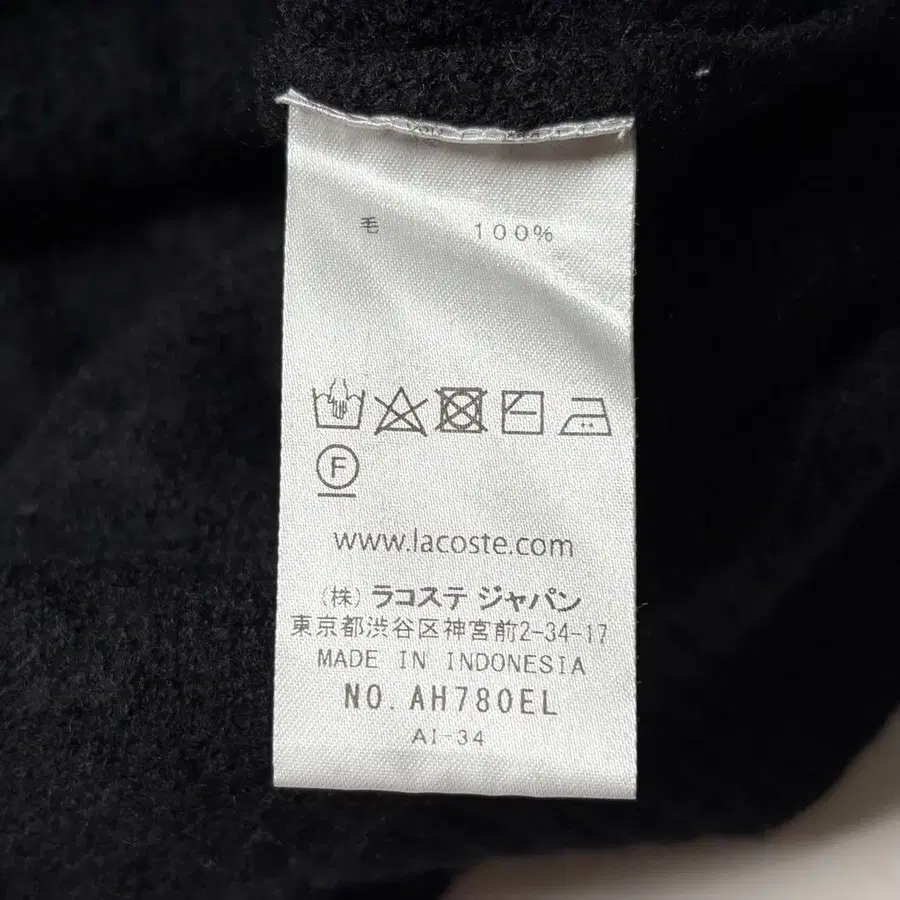 毛 100%
F
www.lacoste.com
(株) ラコステ ジャパン
東京都渋谷区神宮前2-34-17
MADE IN INDONESIA
NO. AH780EL
AI-34